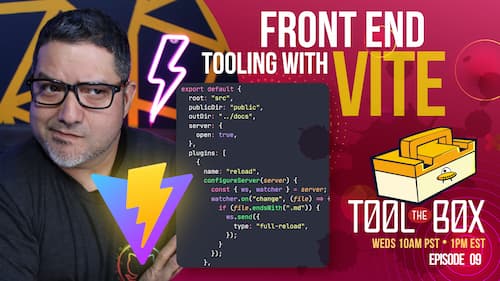 FRONT END
TOOLING WITH
VITE
export default {
root: "src",
publicDir: "public",
outDir: "../docs",
server: {
open: true,
},
plugins: [
{
name: "reload",
configureServer(server) {
const { ws, watcher } = server;
watcher.on("change", (file) => {
if (file.endsWith(".md")) {
ws.send({
type: "full-reload",
});
}
});
},
TOOL THE BOX
WEDS 10AM PST • 1PM EST
EPISODE 09